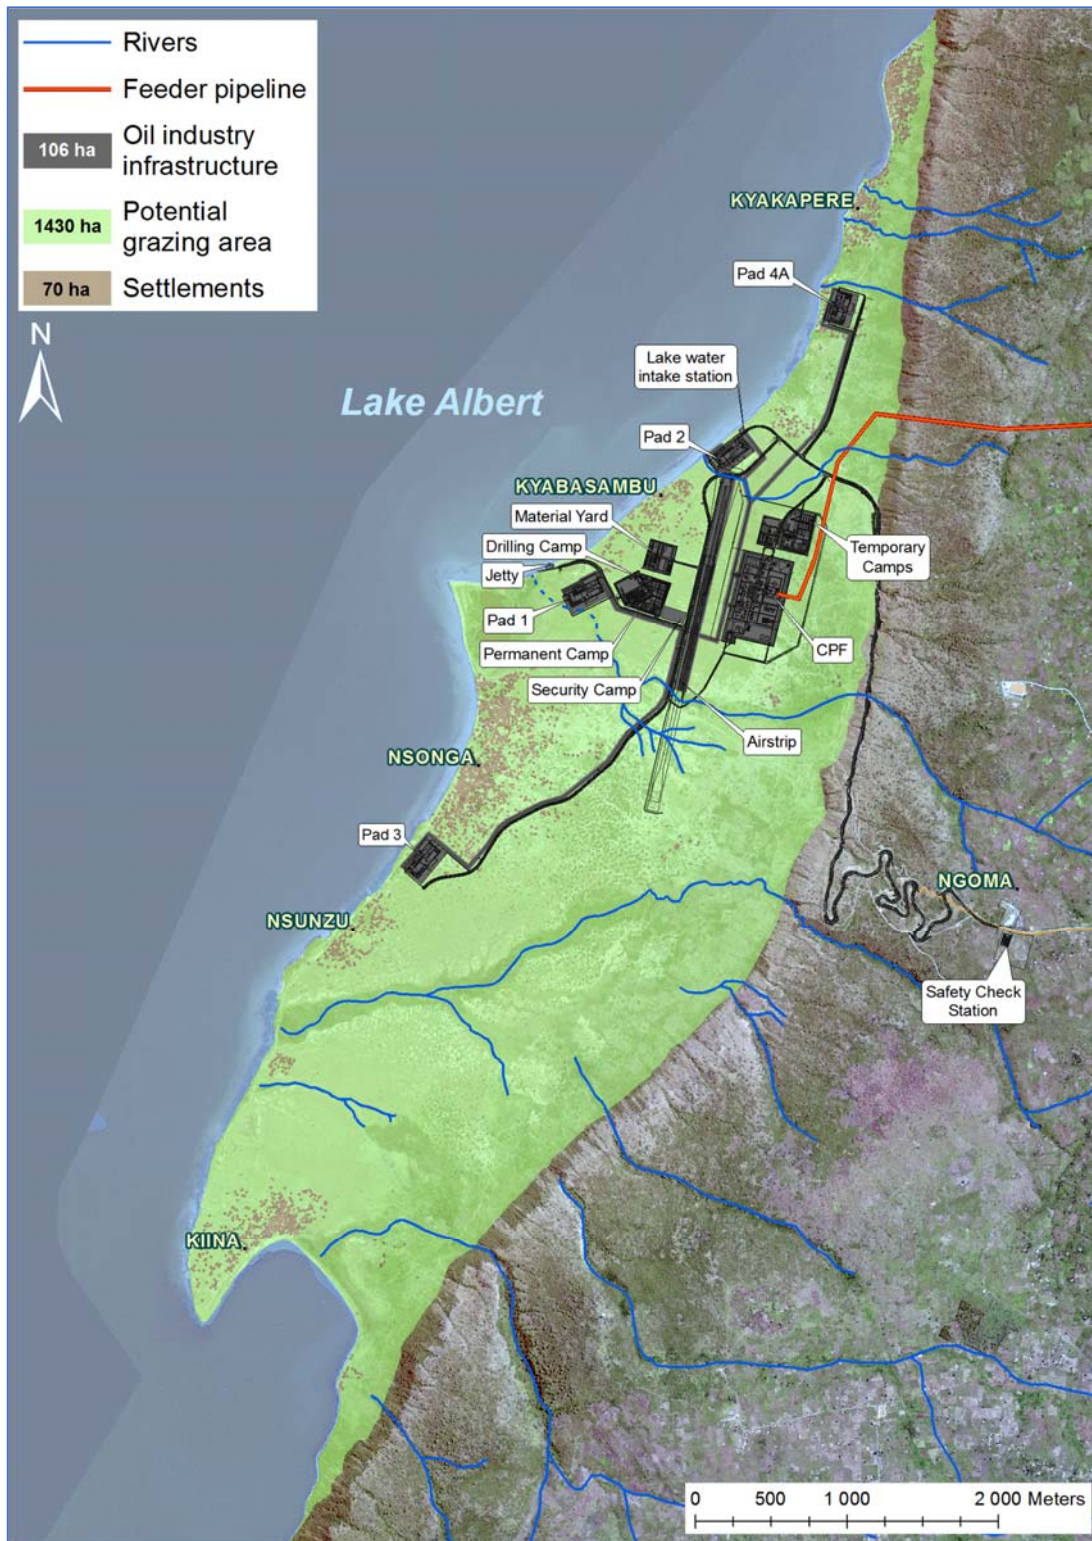 Rivers
Feeder pipeline
106 ha
Oil industry
infrastructure
1430 ha
Potential
grazing area
70 ha
Settlements
N
KYAKAPERE
Pad 4A
Lake water
intake station
Lake Albert
Pad 2
KYABASAMBU
Material Yard
Drilling Camp
Temporary
Camps
Jetty
Pad 1
Permanent Camp
CPF
Security Camp
Airstrip
NSONGA
Pad 3
NGOMA
NSUNZU
Safety Check
Station
KIINA
0 500 1 000 2 000 Meters